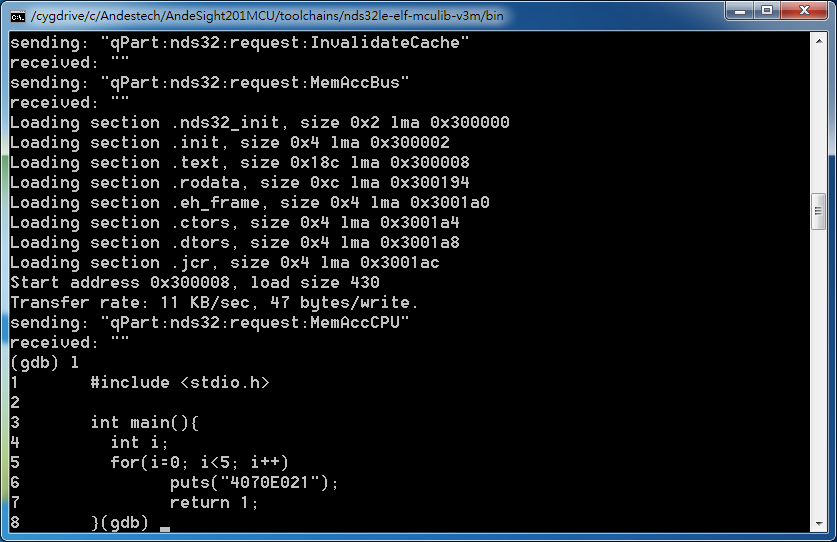 /cygdrive/c/Andestech/AndeSight201MCU/toolchains/nds32le-elf-mculib-v3m/bin
sending: "qPart:nds32:request:InvalidateCache"
received: ""
sending: "qPart:nds32:request:MemAccBus"
received: ""
Loading section .nds32_init, size 0x2 lma 0x300000
Loading section .init, size 0x4 lma 0x300002
Loading section .text, size 0x18c lma 0x300008
Loading section .rodata, size 0xc lma 0x300194
Loading section .eh_frame, size 0x4 lma 0x3001a0
Loading section .ctors, size 0x4 lma 0x3001a4
Loading section .dtors, size 0x4 lma 0x3001a8
Loading section .jcr, size 0x4 lma 0x3001ac
Start address 0x300008, load size 430
Transfer rate: 11 KB/sec, 47 bytes/write.
sending: "qPart:nds32:request:MemAccCPU"
received: ""
(gdb) l
1       #include <stdio.h>
2
3       int main(){
4         int i;
5         for(i=0; i<5; i++)
6               puts("4070E021");
7               return 1;
8       }(gdb) _